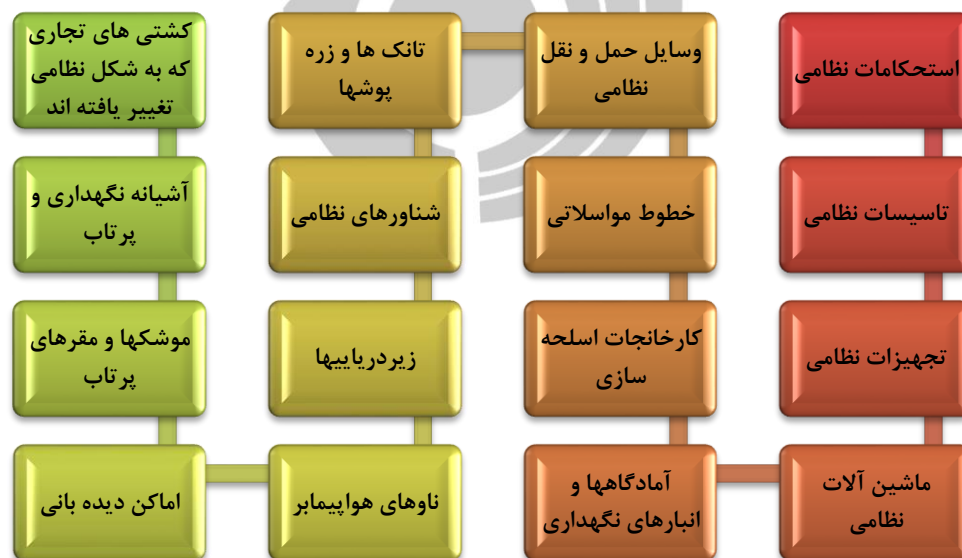 استحکامات نظامی
تاسیسات نظامی
تجهیزات نظامی
ماشین آلات
نظامی
آمادگاهها و
انبارهای نگهداری
کارخانجات اسلحه
سازی
خطوط مواسلاتی
وسایل حمل و نقل
نظامی
تانک ها و زره
پوشها
شناورهای نظامی
زیردریاییها
ناوهای هواپیمابر
اماکن دیده بانی
موشکها و مقرهای
پرتاب
آشیانه نگهداری و
پرتاب
کشتی های تجاری
که به شکل نظامی
تغییر یافته اند